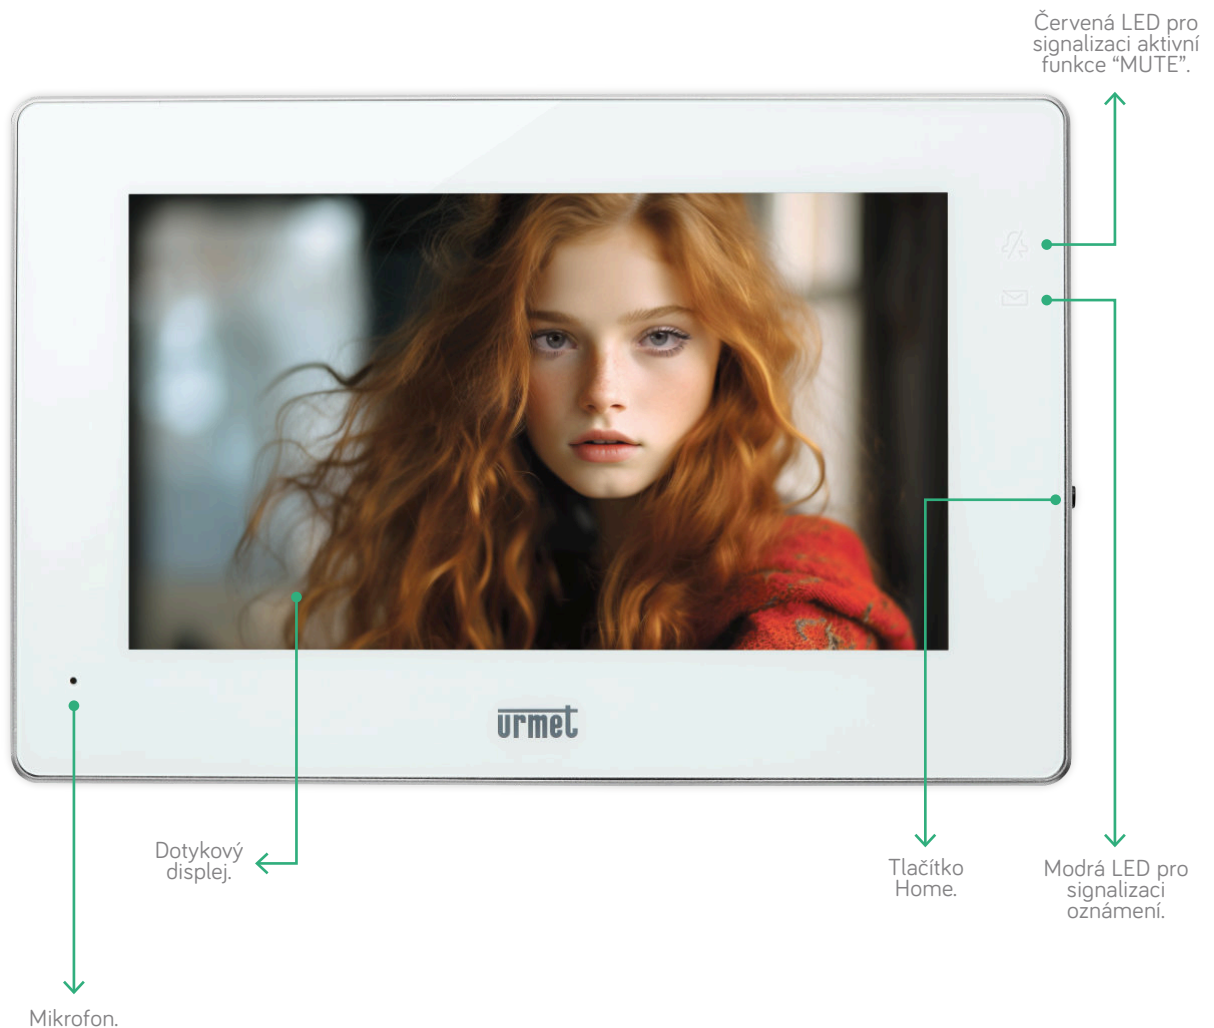 Červená LED pro
signalizaci aktivní
funkce “MUTE”.
urmet
Dotykový
displej.
Tlačítko
Home.
Modrá LED pro
signalizaci
oznámení.
Mikrofon.